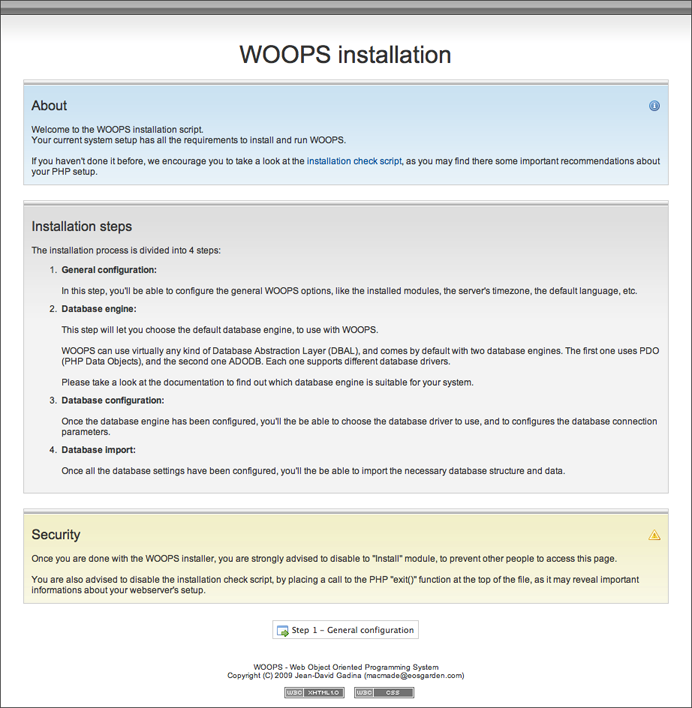 WOOPS installation
About
Welcome to the WOOPS installation script.
Your current system setup has all the requirements to install and run WOOPS.
If you haven't done it before, we encourage you to take a look at the installation check script, as you may find there some important recommendations about
your PHP setup.
Installation steps
The installation process is divided into 4 steps:
1. General configuration:
In this step, you'll be able to configure the general WOOPS options, like the installed modules, the server's timezone, the default language, etc.
2. Database engine:
This step will let you choose the default database engine, to use with WOOPS.
WOOPS can use virtually any kind of Database Abstraction Layer (DBAL), and comes by default with two database engines. The first one uses PDO
(PHP Data Objects), and the second one ADODB. Each one supports different database drivers.
Please take a look at the documentation to find out which database engine is suitable for your system.
3. Database configuration:
Once the database engine has been configured, you'll the be able to choose the database driver to use, and to configures the database connection
parameters.
4. Database import:
Once all the database settings have been configured, you'll the be able to import the necessary database structure and data.
Security
Once you are done with the WOOPS installer, you are strongly advised to disable to "Install" module, to prevent other people to access this page.
You are also advised to disable the installation check script, by placing a call to the PHP "exit()" function at the top of the file, as it may reveal important
informations about your webserver's setup.
Step 1 - General configuration
WOOPS - Web Object Oriented Programming System
Copyright (C) 2009 Jean-David Gadina (macmade@eosgarden.com)
W3C XHTML 1.0 W3C CSS